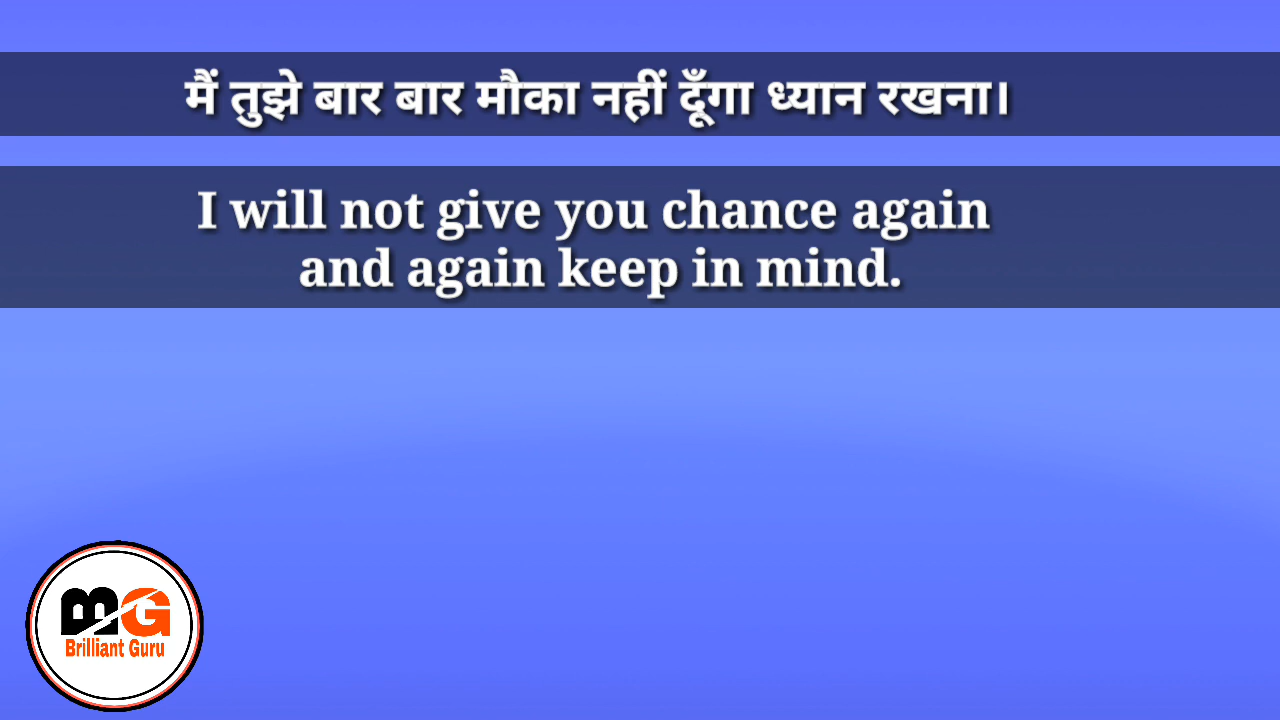 मैं तुझे बार बार मौका नहीं दूँगा ध्यान रखना।
I will not give you chance again
and again keep in mind.
BG
Brilliant Guru